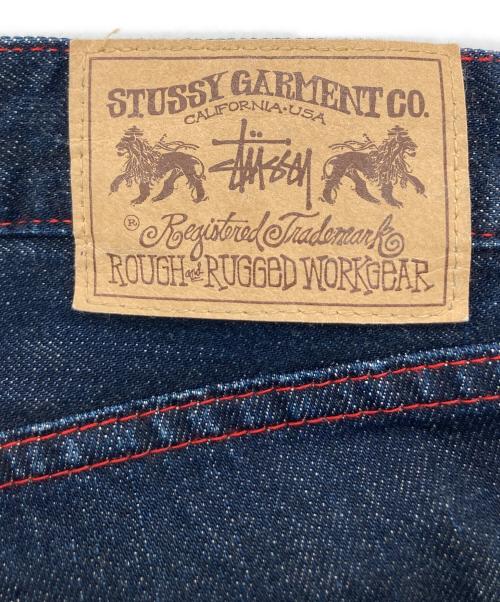 STUSSY GARMENT CO.
CALIFORNIA·USA
Stüssy
® Registered Trademark
ROUGH and RUGGED WORKGEAR